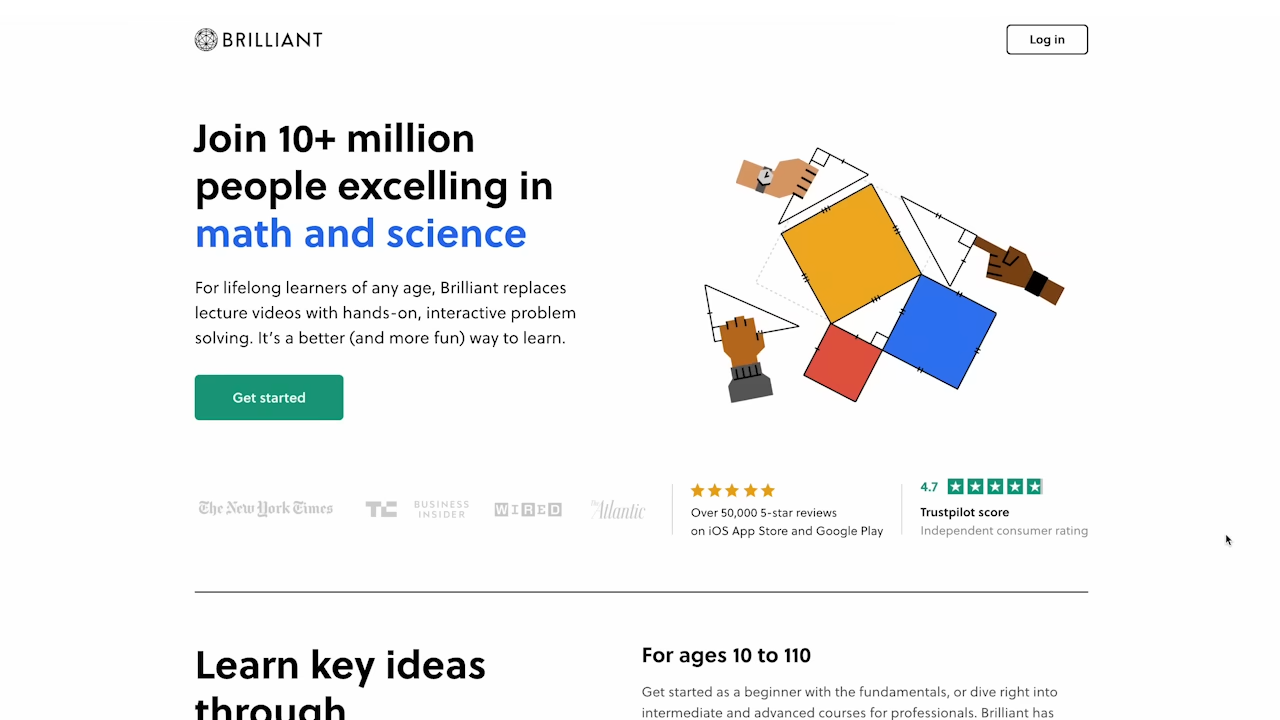 BRILLIANT
Log in
Join 10+ million
people excelling in
math and science
For lifelong learners of any age, Brilliant replaces
lecture videos with hands-on, interactive problem
solving. It’s a better (and more fun) way to learn.
Get started
The New York Times
TC
BUSINESS
INSIDER
WIRED
The Atlantic
Over 50,000 5-star reviews
on iOS App Store and Google Play
4.7
Trustpilot score
Independent consumer rating
Learn key ideas
through
For ages 10 to 110
Get started as a beginner with the fundamentals, or dive right into
intermediate and advanced courses for professionals. Brilliant has